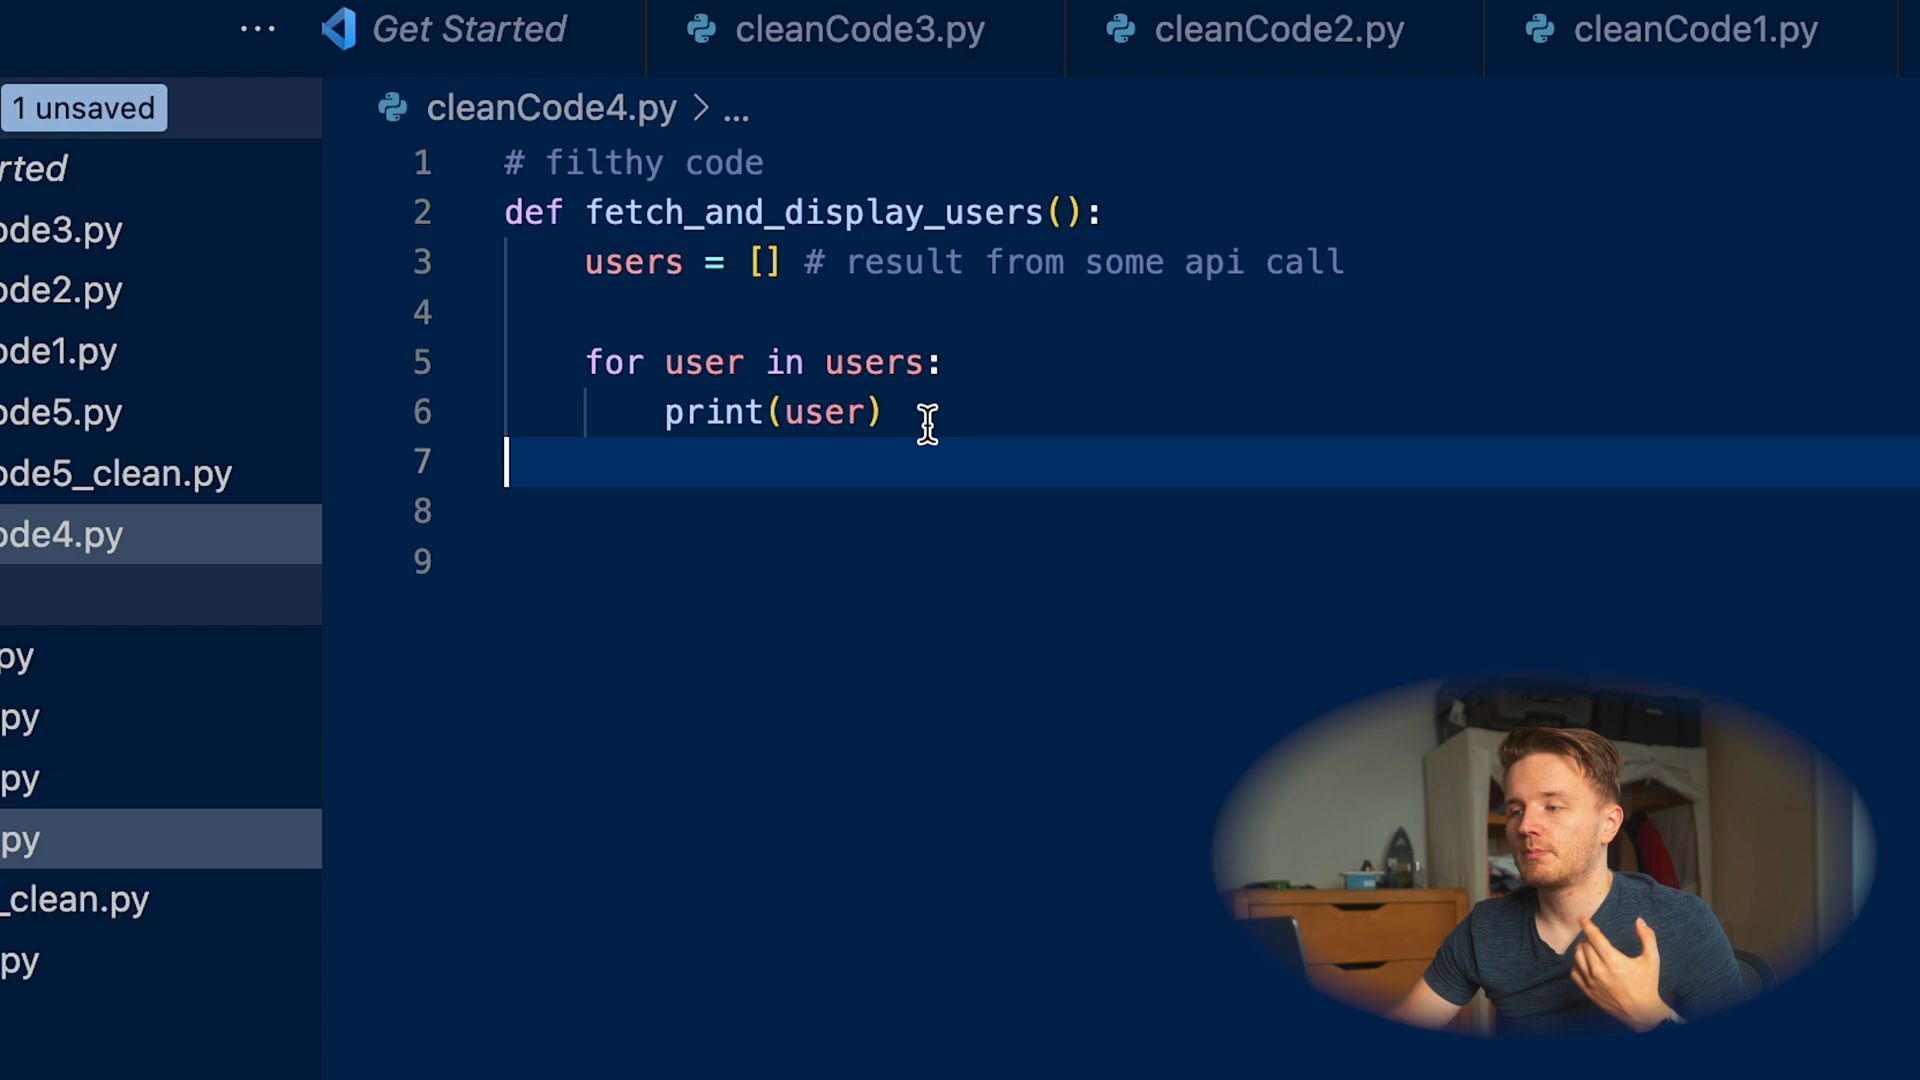 ... Get Started cleanCode3.py cleanCode2.py cleanCode1.py
1 unsaved
cleanCode4.py > ...
rted
ode3.py
ode2.py
ode1.py
ode5.py
ode5_clean.py
ode4.py
py
py
py
py
_clean.py
py
1 # filthy code
2 def fetch_and_display_users():
3 users = [] # result from some api call
4
5 for user in users:
6 print(user)
7
8
9